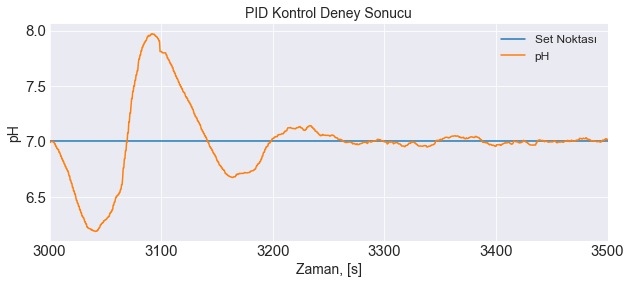 PID Kontrol Deney Sonucu
8.0
7.5
7.0
6.5
pH
Set Noktası
pH
3000 3100 3200 3300 3400 3500
Zaman, [s]